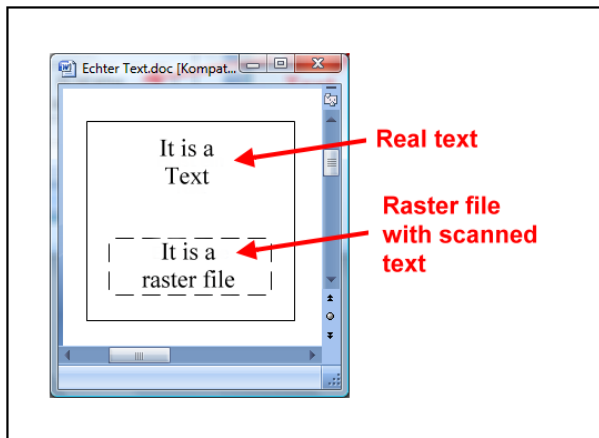 Echter Text.doc [Kompat...
It is a
Text
Real text
Raster file
with scanned
text
It is a
raster file